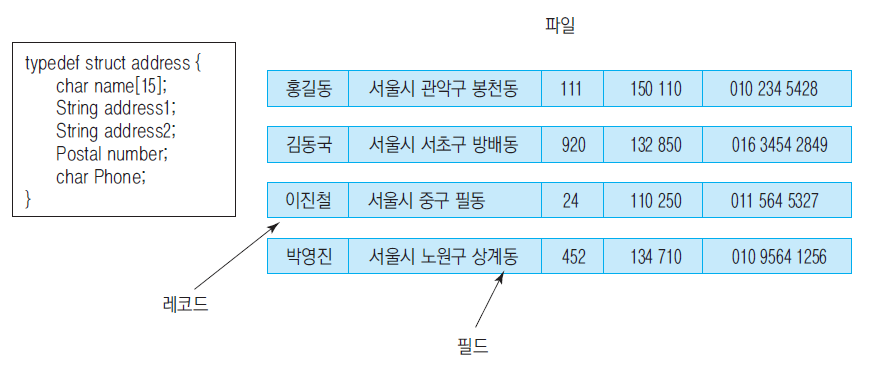 파일
typedef struct address {
char name[15];
String address1;
String address2;
Postal number;
char Phone;
}
홍길동 서울시 관악구 봉천동 111 150 110 010 234 5428
김동국 서울시 서초구 방배동 920 132 850 016 3454 2849
이진철 서울시 중구 필동 24 110 250 011 564 5327
박영진 서울시 노원구 상계동 452 134 710 010 9564 1256
레코드
필드